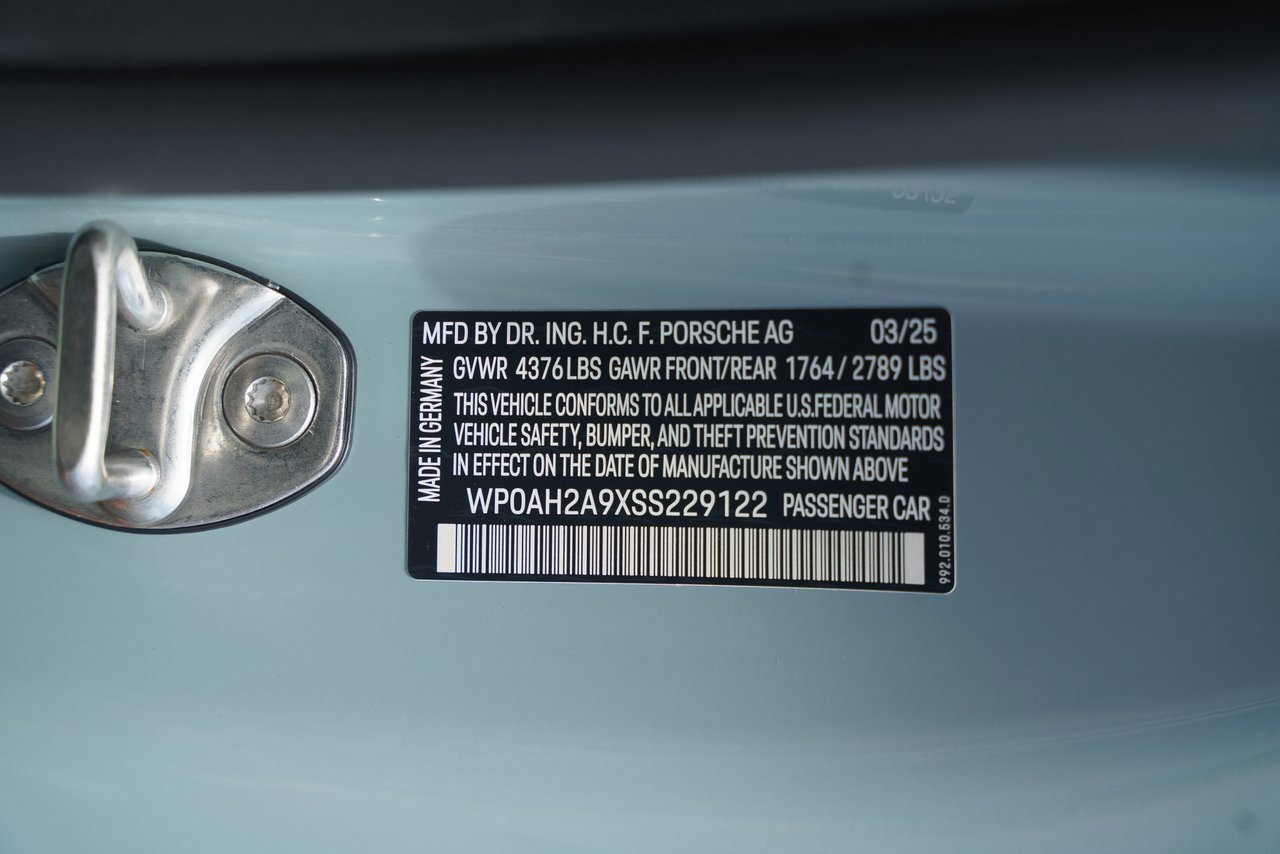 MFD BY DR. ING. H.C. F. PORSCHE AG 03/25
GVWR 4376 LBS GAWR FRONT/REAR 1764 / 2789 LBS
THIS VEHICLE CONFORMS TO ALL APPLICABLE U.S.FEDERAL MOTOR
VEHICLE SAFETY, BUMPER, AND THEFT PREVENTION STANDARDS
IN EFFECT ON THE DATE OF MANUFACTURE SHOWN ABOVE
WP0AH2A9XSS229122 PASSENGER CAR
MADE IN GERMANY
992.010.534.D